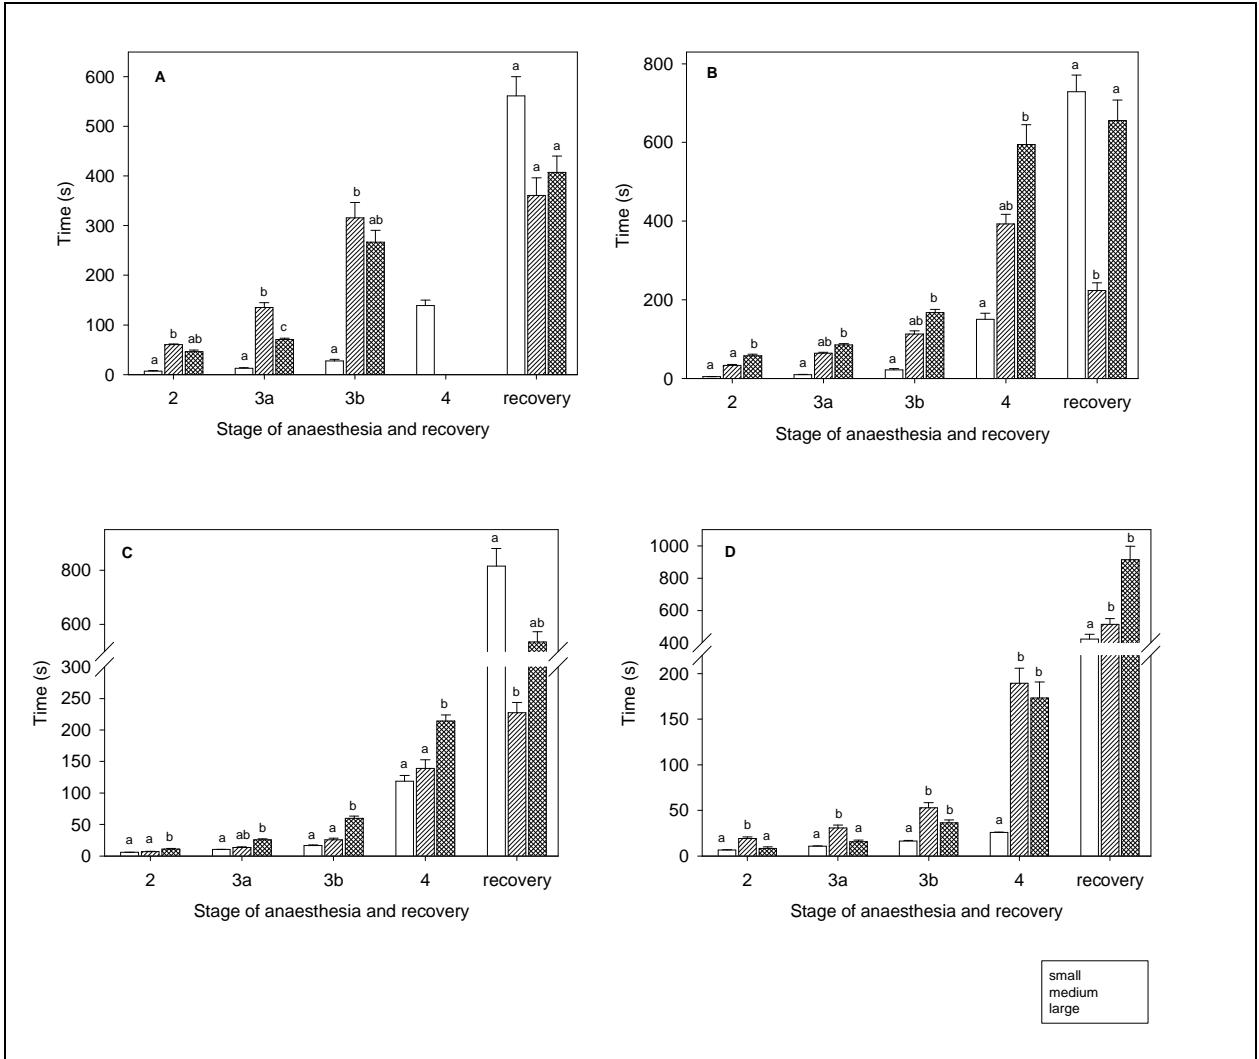 A
600
500
400
300
200
100
0
Time (s)
a b ab
a b c
a b ab
a a a
2 3a 3b 4 recovery
Stage of anaesthesia and recovery
B
800
600
400
200
0
Time (s)
a a b
a ab b
a ab b
a ab b
a b a
2 3a 3b 4 recovery
Stage of anaesthesia and recovery
C
800
600
300
250
200
150
100
50
0
Time (s)
a a b
a ab b
a a b
a a b
a b ab
2 3a 3b 4 recovery
Stage of anaesthesia and recovery
D
1000
800
600
400
200
150
100
50
0
Time (s)
a b a
a b a
a b b
b b
a b b
2 3a 3b 4 recovery
Stage of anaesthesia and recovery
small
medium
large